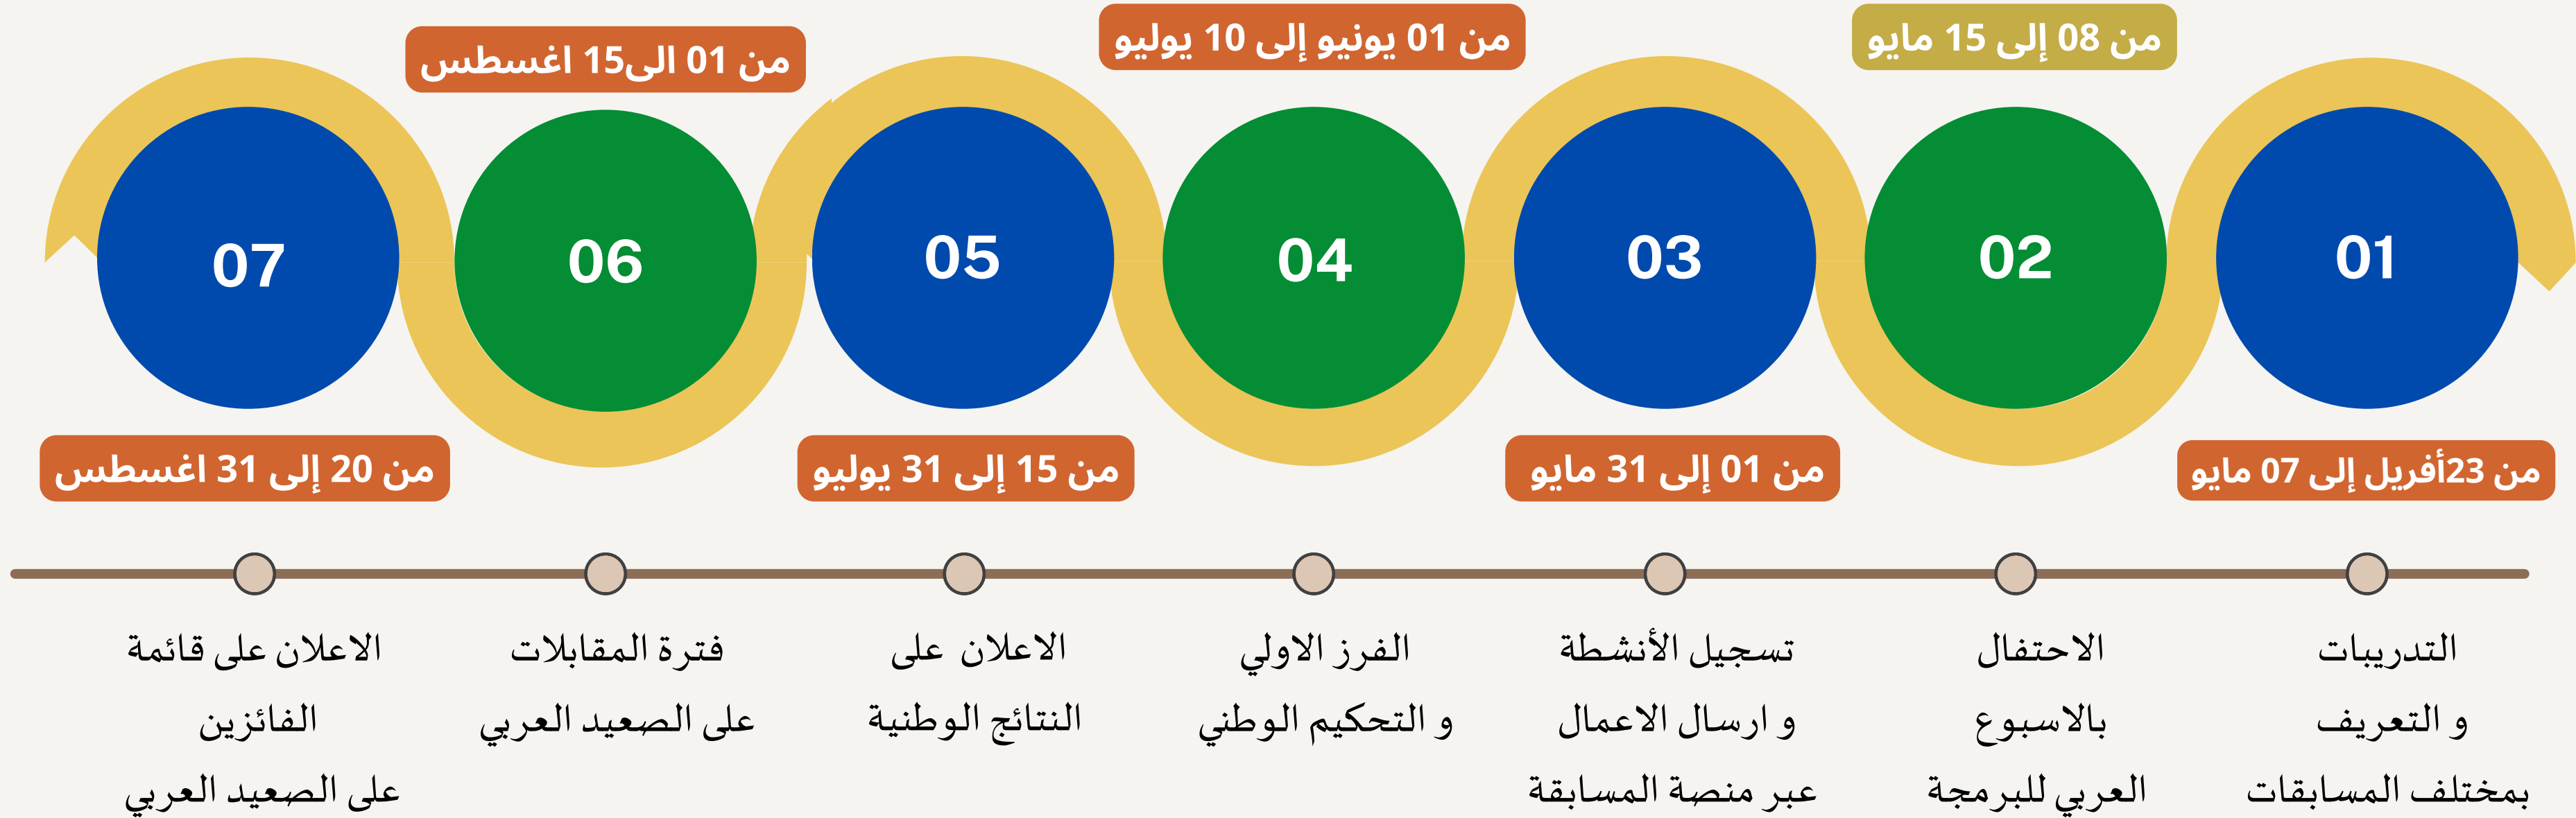 من 23أفريل إلى 07 مايو
01
التدريبات
و التعريف
بمختلف المسابقات
من 08 إلى 15 مايو
02
الاحتفال
بالاسبوع
العربي للبرمجة
من 01 إلى 31 مايو
03
تسجيل الأنشطة
و ارسال الاعمال
عبر منصة المسابقة
من 01 يونيو إلى 10 يوليو
04
الفرز الاولي
و التحكيم الوطني
من 15 إلى 31 يوليو
05
الاعلان على
النتائج الوطنية
من 01 الى15 اغسطس
06
فترة المقابلات
على الصعيد العربي
من 20 إلى 31 اغسطس
07
الاعلان على قائمة
الفائزين
على الصعيد العربي